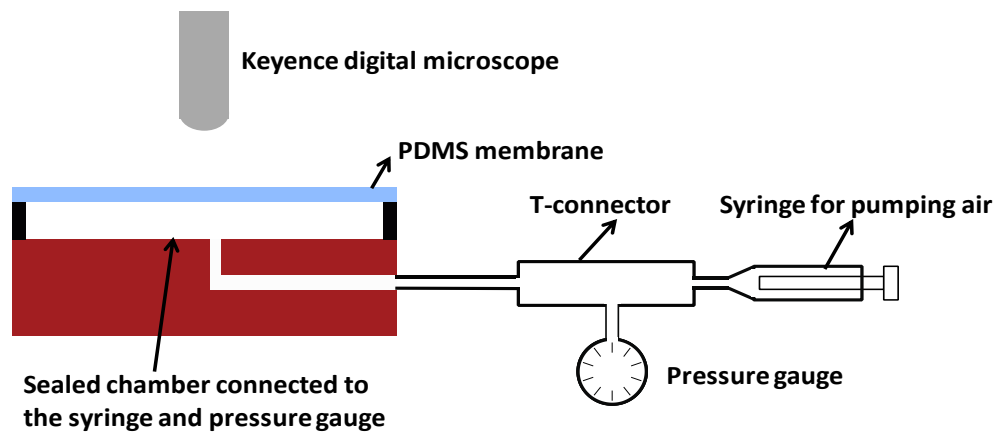 Keyence digital microscope
PDMS membrane
T-connector
Syringe for pumping air
Sealed chamber connected to
the syringe and pressure gauge
Pressure gauge